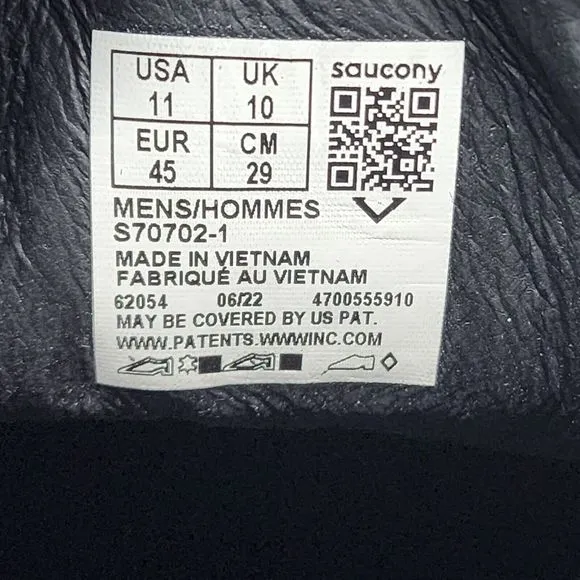 USA UK saucony
11 10
EUR CM
45 29
MENS/HOMMES
S70702-1
MADE IN VIETNAM
FABRIQUÉ AU VIETNAM
62054 06/22 4700555910
MAY BE COVERED BY US PAT.
WWW.PATENTS.WWWINC.COM